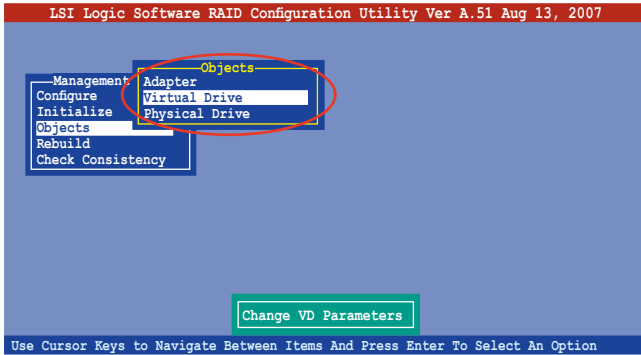 LSI Logic Software RAID Configuration Utility Ver A.51 Aug 13, 2007
Management
Configure
Initialize
Objects
Rebuild
Check Consistency
Objects
Adapter
Virtual Drive
Physical Drive
Change VD Parameters
Use Cursor Keys to Navigate Between Items And Press Enter To Select An Option